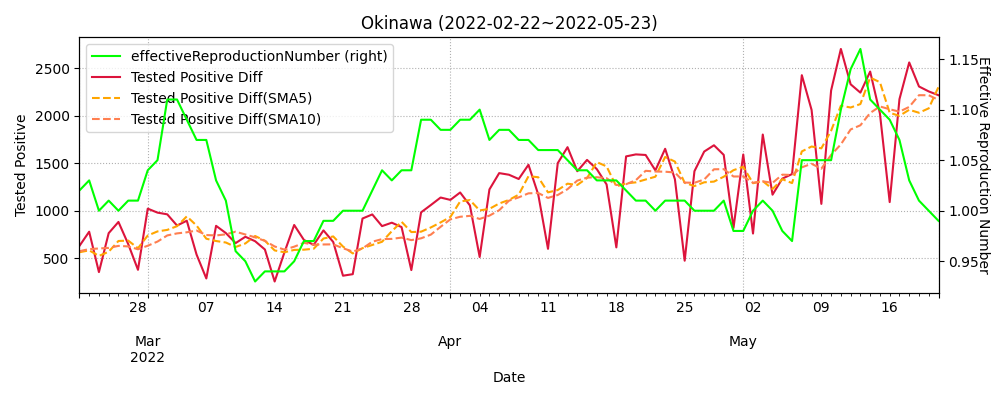 Okinawa (2022-02-22~2022-05-23)
effectiveReproductionNumber (right)
Tested Positive Diff
Tested Positive Diff(SMA5)
Tested Positive Diff(SMA10)
Tested Positive
2500
2000
1500
1000
500
1.15
1.10
1.05
1.00
0.95
Effective Reproduction Number
28 07 14 21 28 04 11 18 25 02 09 16
Mar Apr May
2022
Date